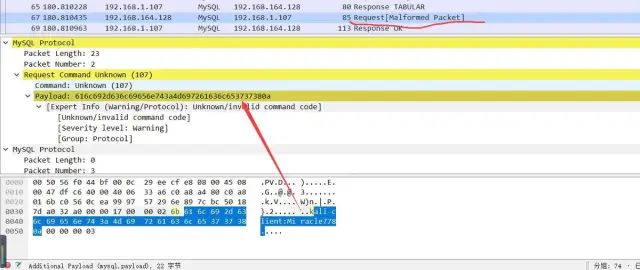 65 180.810228 192.168.1.107 MySQL 192.168.164.128 80 Response TABULAR
67 180.810435 192.168.164.128 MySQL 192.168.1.107 85 Request[Malformed Packet]
69 180.810963 192.168.1.107 MySQL 192.168.164.128 113 Response OK
MySQL Protocol
Packet Length: 23
Packet Number: 2
Request Command Unknown (107)
Command: Unknown (107)
Payload: 616c692d636c69656e743a4d697261636c653737380a
[Expert Info (Warning/Protocol): Unknown/invalid command code]
[Unknown/invalid command code]
[Severity level: Warning]
[Group: Protocol]
MySQL Protocol
Packet Length: 0
Packet Number: 3
0000 00 50 56 f0 44 bf 00 0c 29 ee cf e8 08 00 45 08 .PV.D... ).....E.
0010 00 47 df c6 40 00 40 06 33 a6 c0 a8 a4 80 c0 a8 .G..@.@. 3.......
0020 01 6b c0 56 0c ea 99 97 57 29 6e 89 7c bc 50 18
0030 7d a0 32 a0 00 00 17 00 00 02 6b 61 6c 69 2d 63 }.2..... ..kali-c
0040 6c 69 65 6e 74 3a 4d 69 72 61 63 6c 65 37 37 38 lient:Mi racle778
0050 0a 00 00 00 03 .....
Additional Payload (mysql.payload), 22 字节
分组: 74